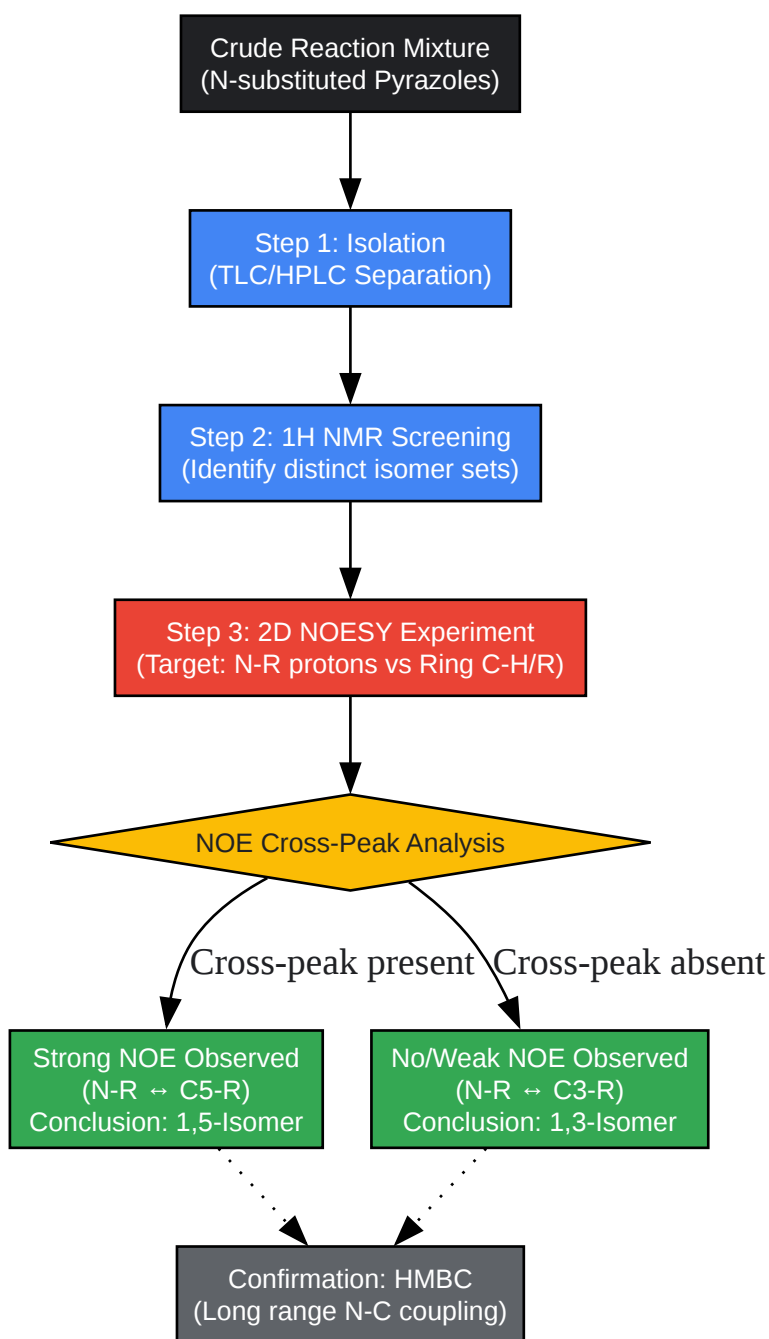 Crude Reaction Mixture
(N-substituted Pyrazoles)
Step 1: Isolation
(TLC/HPLC Separation)
Step 2: 1H NMR Screening
(Identify distinct isomer sets)
Step 3: 2D NOESY Experiment
(Target: N-R protons vs Ring C-H/R)
NOE Cross-Peak Analysis
Cross-peak present
Cross-peak absent
Strong NOE Observed
(N-R ↔ C5-R)
Conclusion: 1,5-Isomer
No/Weak NOE Observed
(N-R ↔ C3-R)
Conclusion: 1,3-Isomer
Confirmation: HMBC
(Long range N-C coupling)